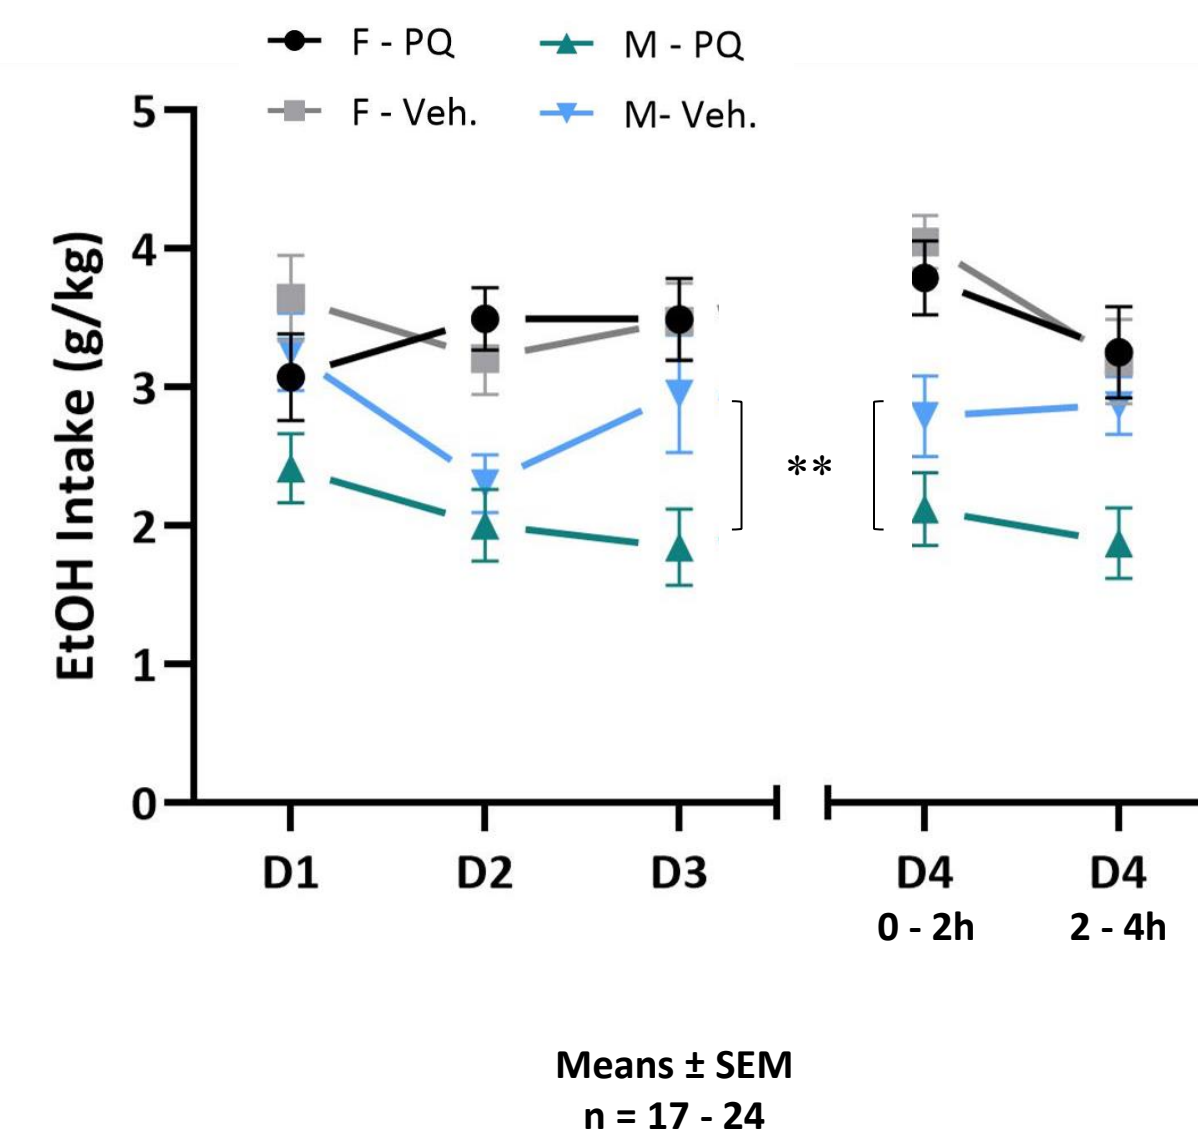 F - PQ
M - PQ
F - Veh.
M- Veh.
EtOH Intake (g/kg)
5
4
3
2
1
0
**
D1
D2
D3
D4
D4
0 - 2h
2 - 4h
Means ± SEM
n = 17 - 24